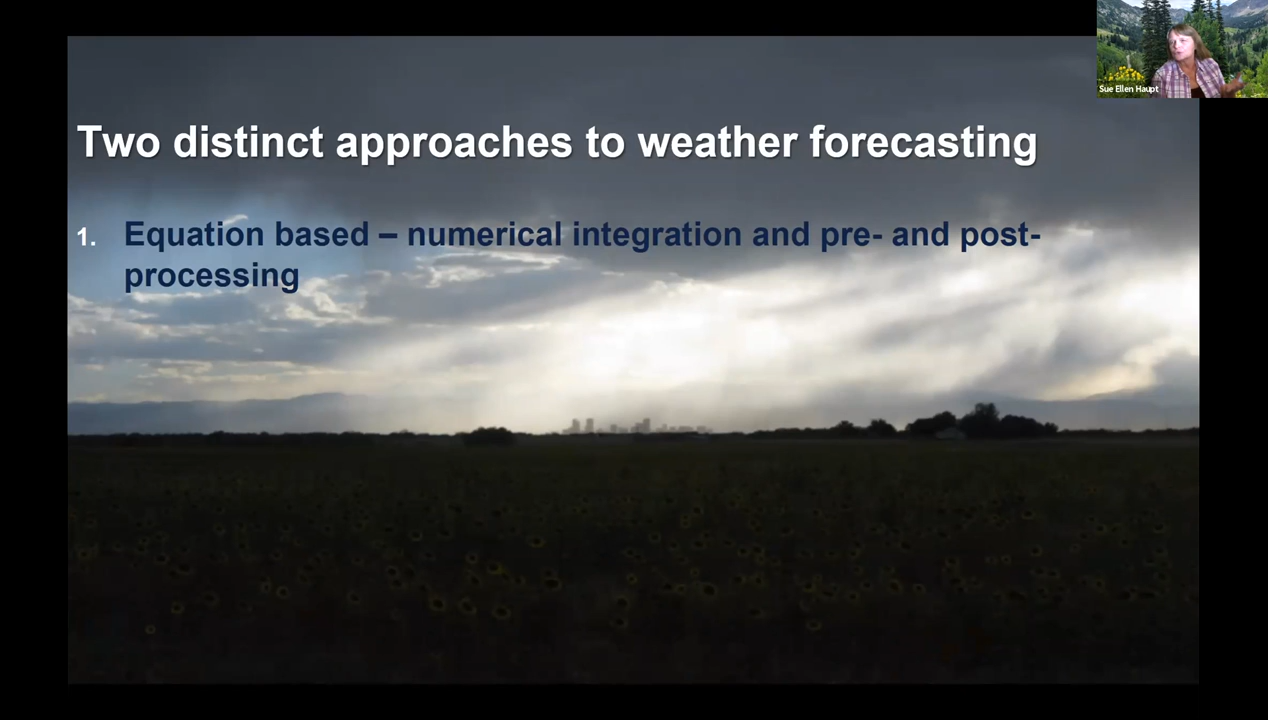 Sue Ellen Haupt
Two distinct approaches to weather forecasting
1. Equation based – numerical integration and pre- and post-
processing